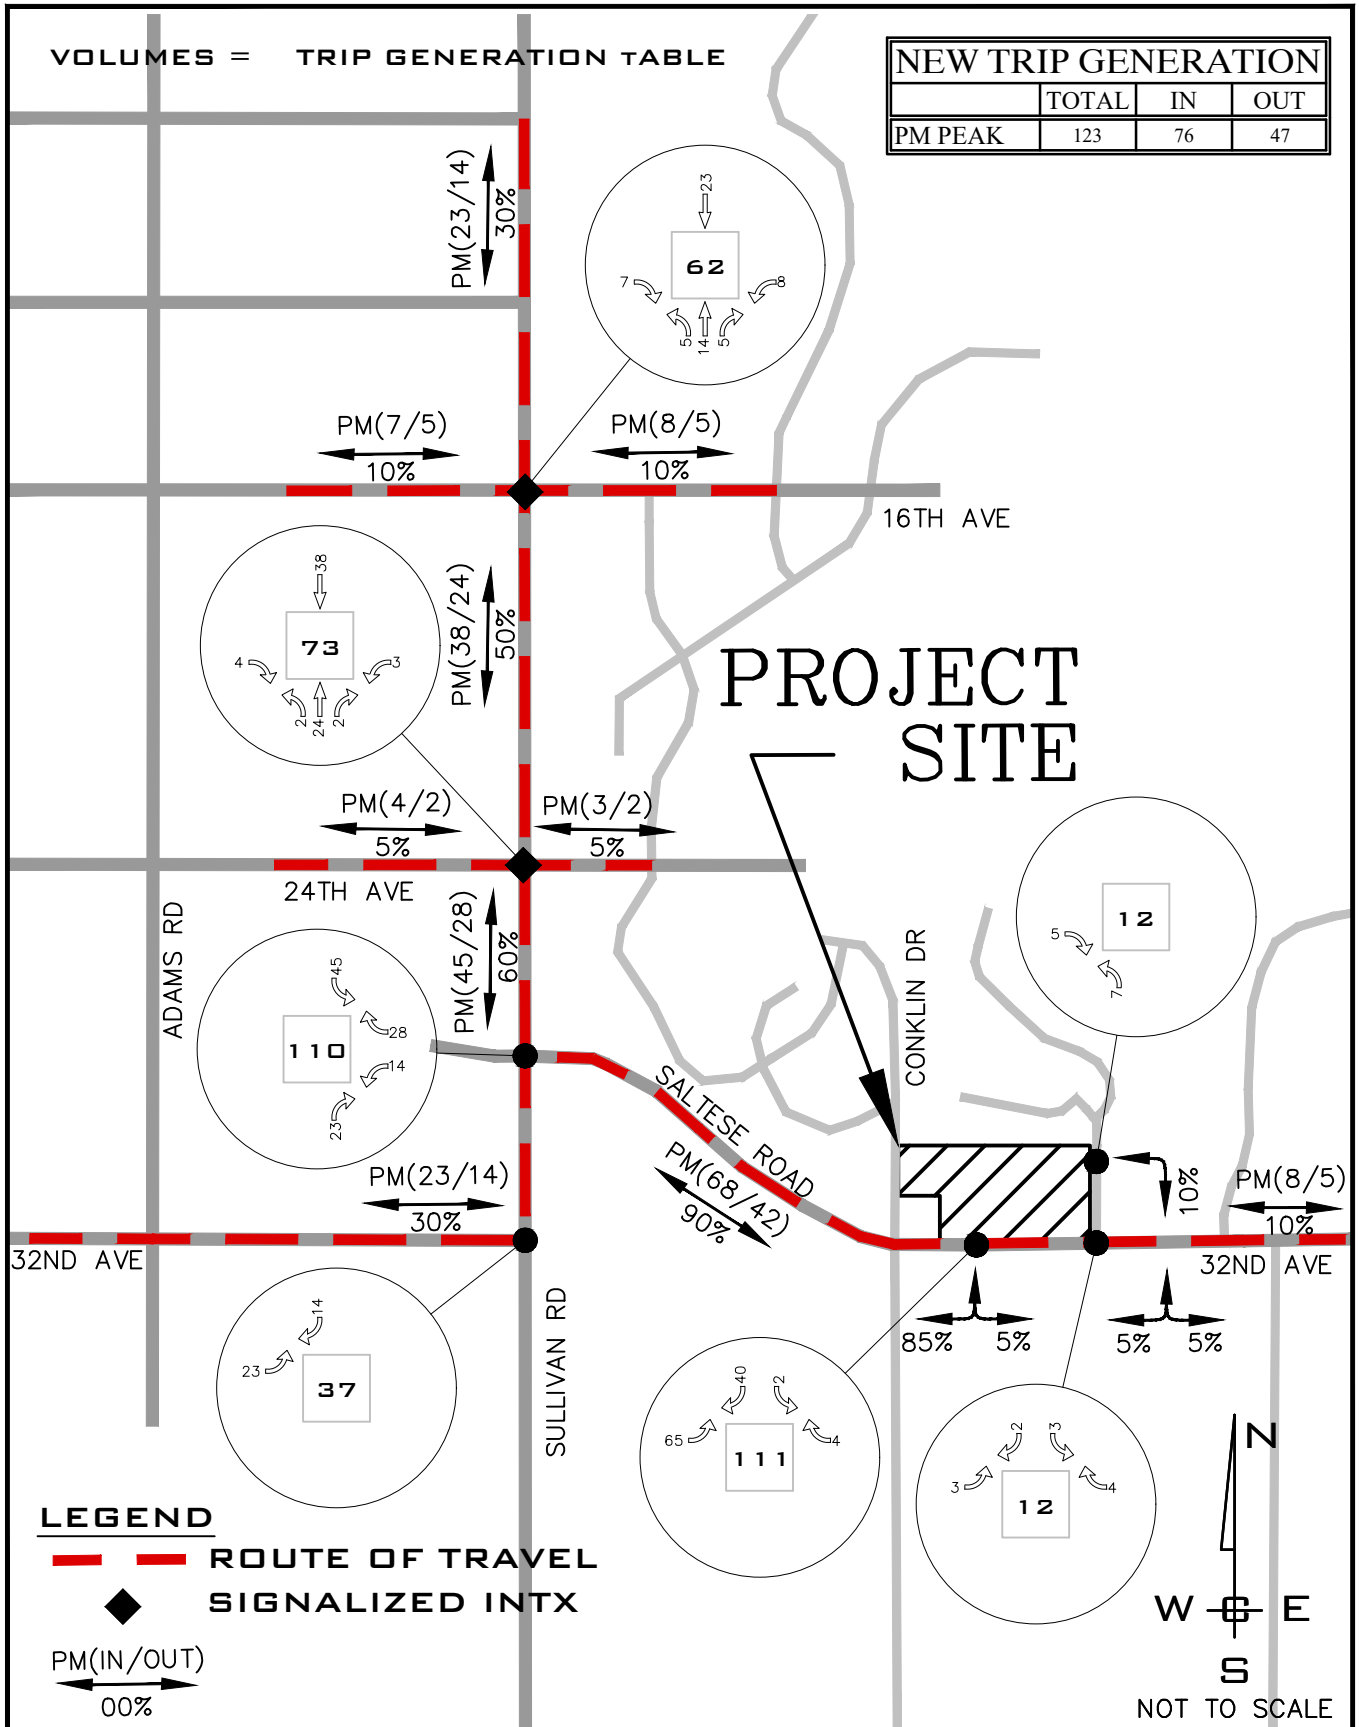 VOLUMES = TRIP GENERATION TABLE
NEW TRIP GENERATION
TOTAL IN OUT
PM PEAK 123 76 47
PM(23/14)
30%
23
62
7
8
5
14
5
PM(7/5)
10%
PM(8/5)
10%
16TH AVE
38
73
4
3
2
24
2
PM(38/24)
50%
PROJECT
SITE
PM(4/2)
5%
PM(3/2)
5%
24TH AVE
ADAMS RD
PM(45/28)
60%
CONKLIN DR
12
5
7
45
110
28
14
23
SALTESE ROAD
PM(68/42)
90%
PM(23/14)
30%
10%
PM(8/5)
10%
32ND AVE
32ND AVE
85%
5%
5%
5%
14
23
37
SULLIVAN RD
40
2
65
4
111
2
3
3
4
12
LEGEND
ROUTE OF TRAVEL
SIGNALIZED INTX
PM(IN/OUT)
00%
N
W
E
S
NOT TO SCALE